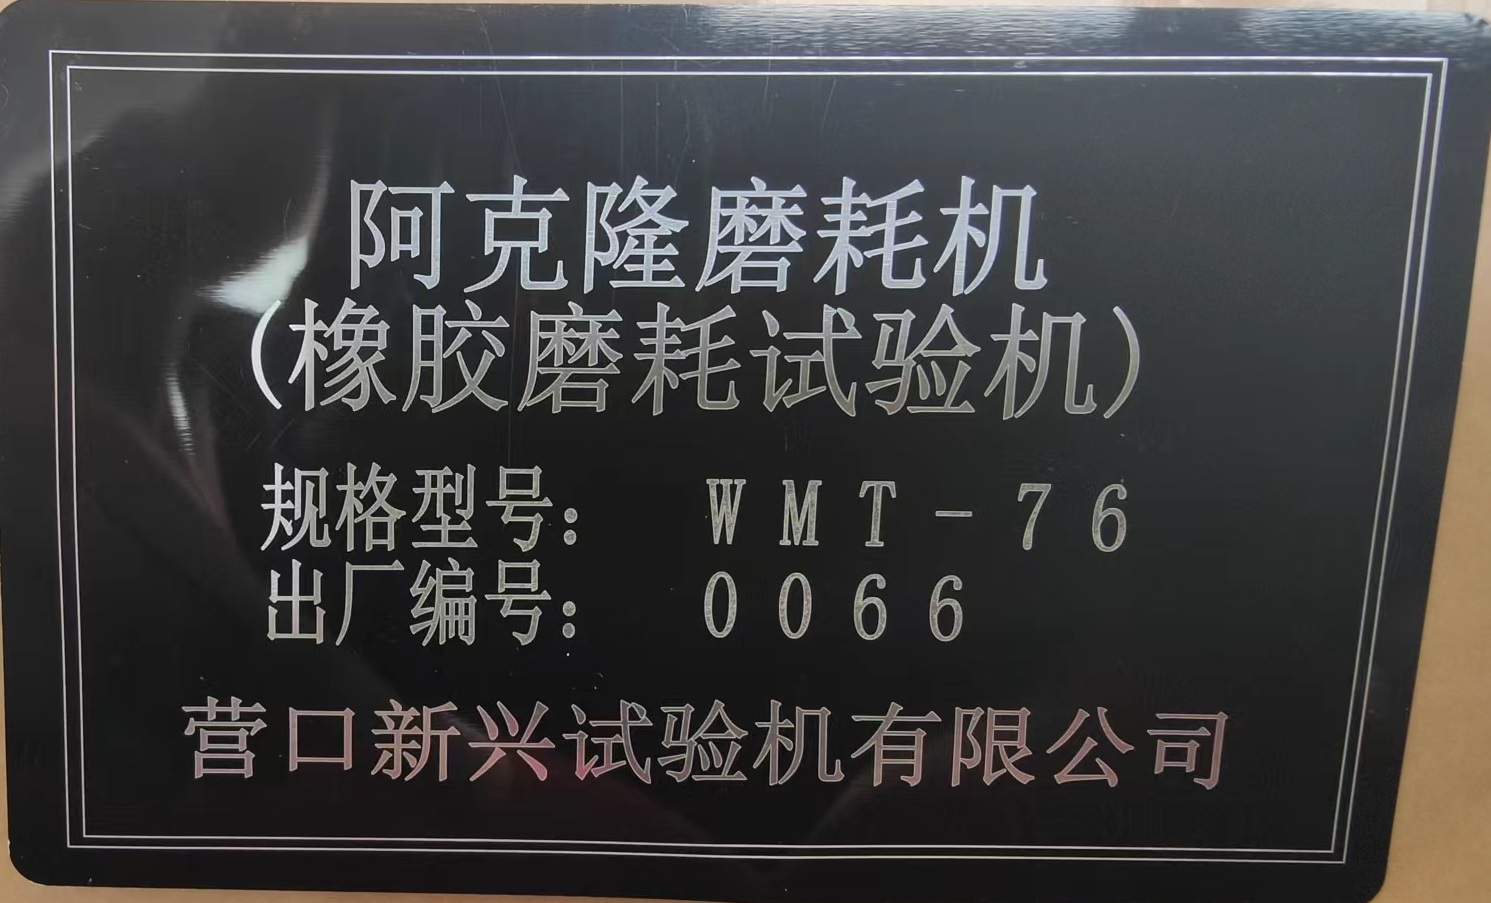 阿克隆磨耗机
(橡胶磨耗试验机)
规格型号: WMT-76
出厂编号: 0066
营口新兴试验机有限公司